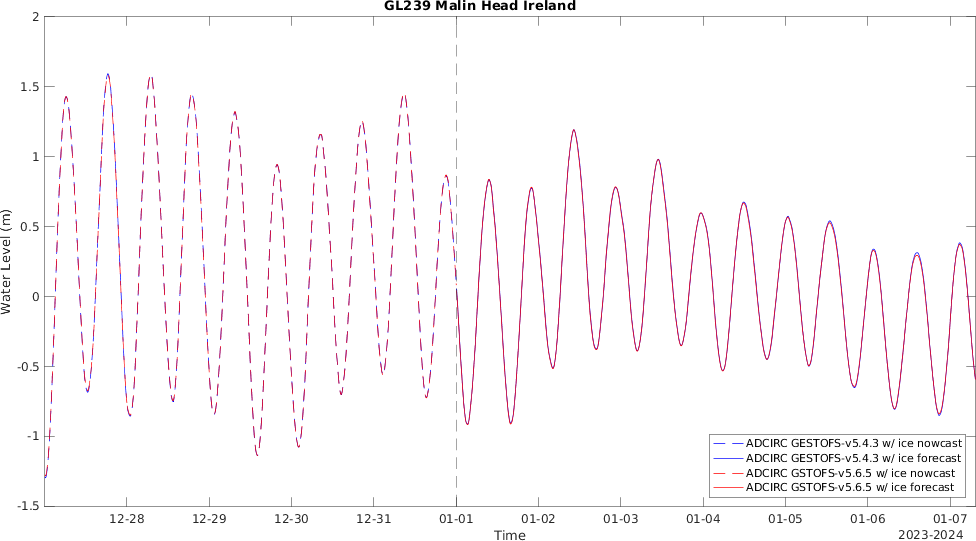 GL239 Malin Head Ireland
2
1.5
1
0.5
0
-0.5
-1
-1.5
Water Level (m)
ADCIRC GESTOFS-v5.4.3 w/ ice nowcast
ADCIRC GESTOFS-v5.4.3 w/ ice forecast
ADCIRC GSTOFS-v5.6.5 w/ ice nowcast
ADCIRC GSTOFS-v5.6.5 w/ ice forecast
12-28 12-29 12-30 12-31 01-01 01-02 01-03 01-04 01-05 01-06 01-07
Time
2023-2024